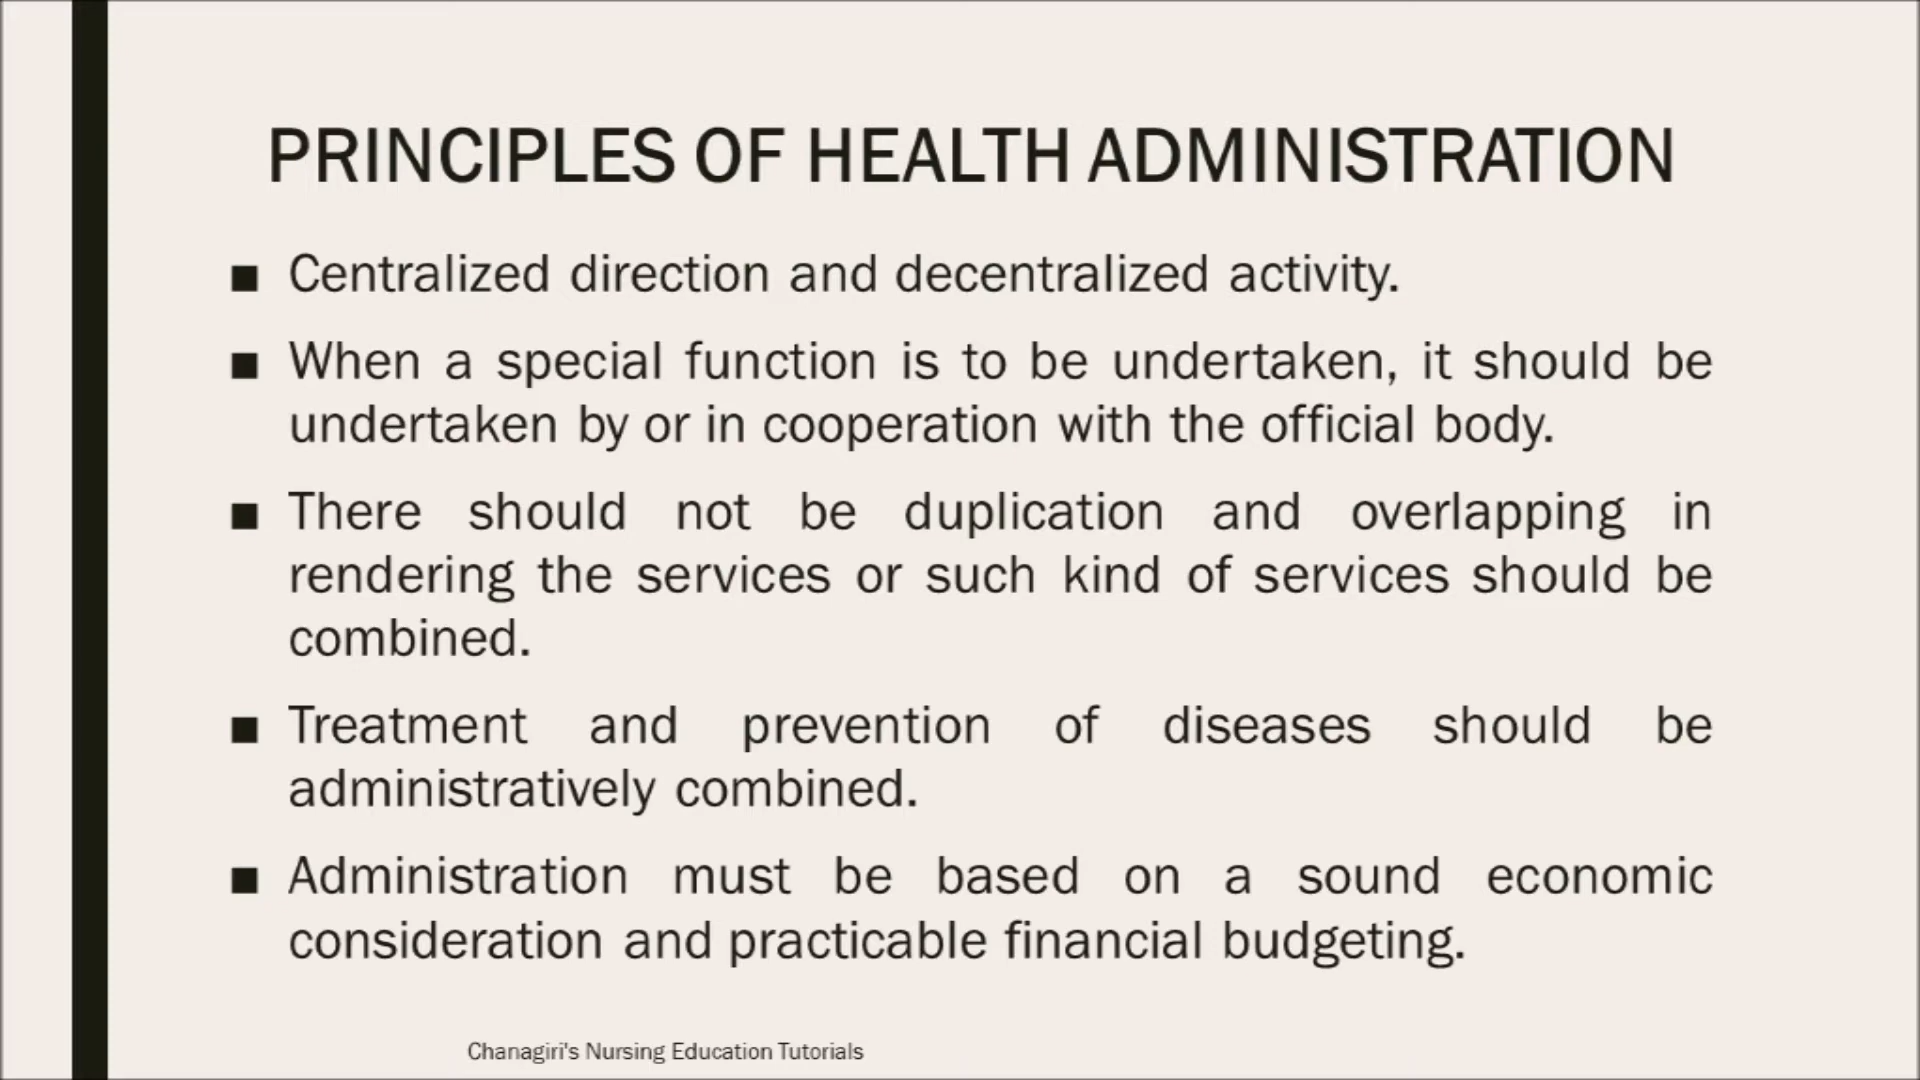 PRINCIPLES OF HEALTH ADMINISTRATION
■ Centralized direction and decentralized activity.
■ When a special function is to be undertaken, it should be
undertaken by or in cooperation with the official body.
■ There should not be duplication and overlapping in
rendering the services or such kind of services should be
combined.
■ Treatment and prevention of diseases should be
administratively combined.
■ Administration must be based on a sound economic
consideration and practicable financial budgeting.
Chanagiri's Nursing Education Tutorials